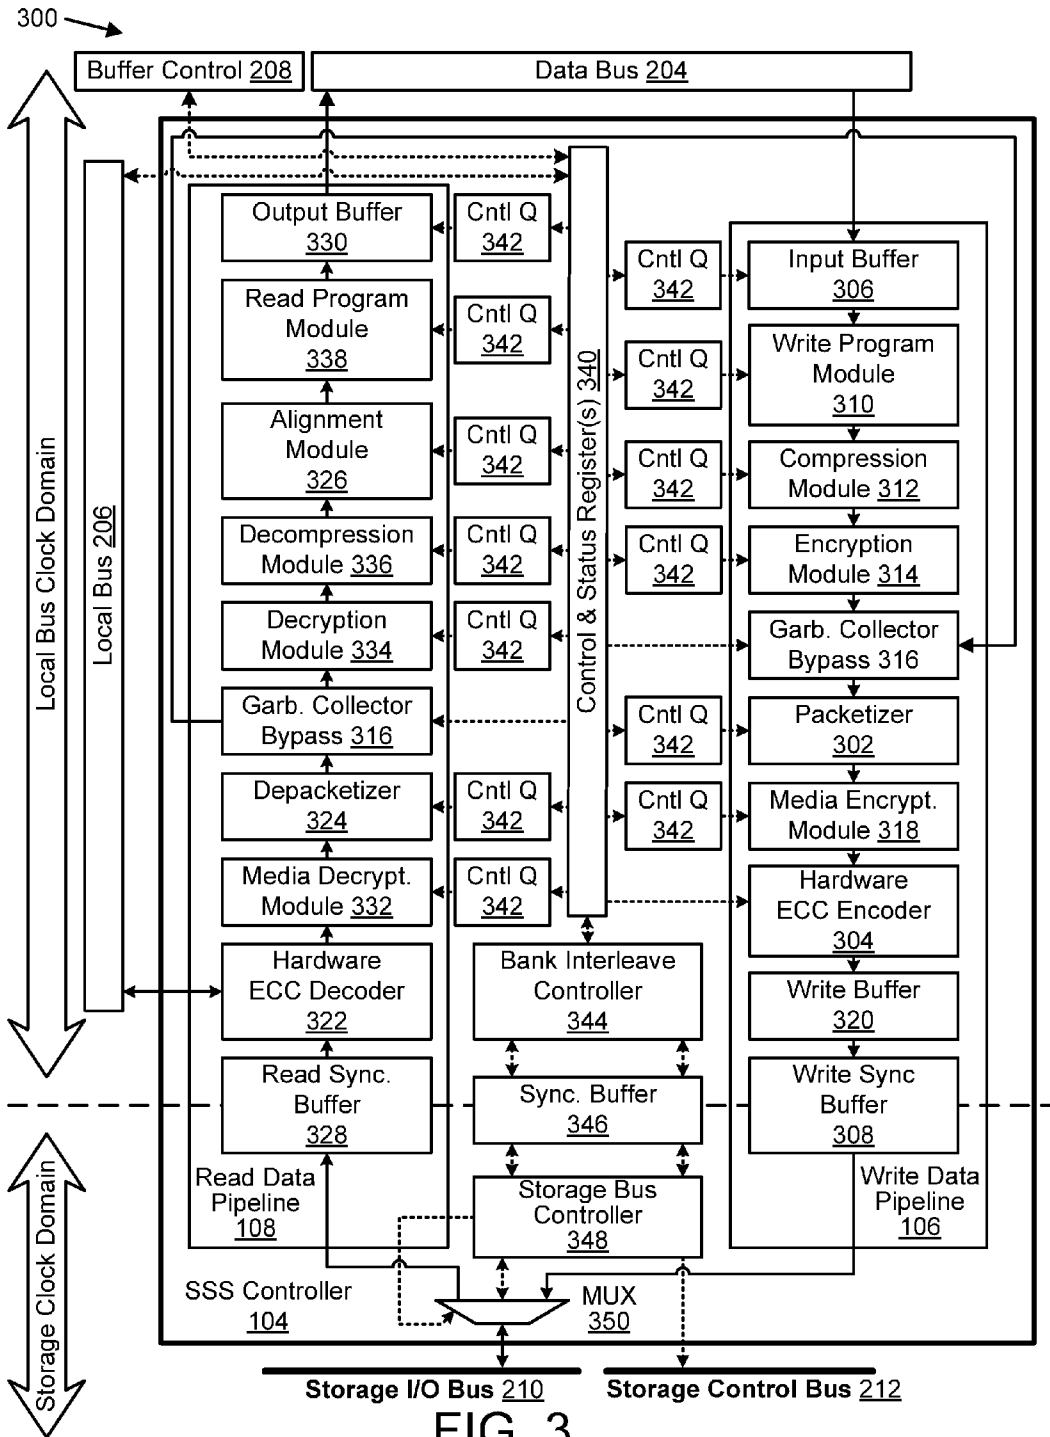 300
Buffer Control 208
Data Bus 204
Local Bus Clock Domain
Local Bus 206
Control & Status Register(s) 340
Output Buffer
330
Cntl Q
342
Read Program
Module
338
Cntl Q
342
Alignment
Module
326
Cntl Q
342
Decompression
Module 336
Cntl Q
342
Decryption
Module 334
Cntl Q
342
Garb. Collector
Bypass 316
Depacketizer
324
Cntl Q
342
Media Decrypt.
Module 332
Cntl Q
342
Hardware
ECC Decoder
322
Read Sync.
Buffer
328
Read Data
Pipeline
108
Cntl Q
342
Input Buffer
306
Cntl Q
342
Write Program
Module
310
Cntl Q
342
Compression
Module 312
Cntl Q
342
Encryption
Module 314
Garb. Collector
Bypass 316
Cntl Q
342
Packetizer
302
Cntl Q
342
Media Encrypt.
Module 318
Hardware
ECC Encoder
304
Write Buffer
320
Write Sync
Buffer
308
Write Data
Pipeline
106
Bank Interleave
Controller
344
Sync. Buffer
346
Storage Bus
Controller
348
Storage Clock Domain
SSS Controller
104
MUX
350
Storage I/O Bus 210
Storage Control Bus 212
FIG. 3